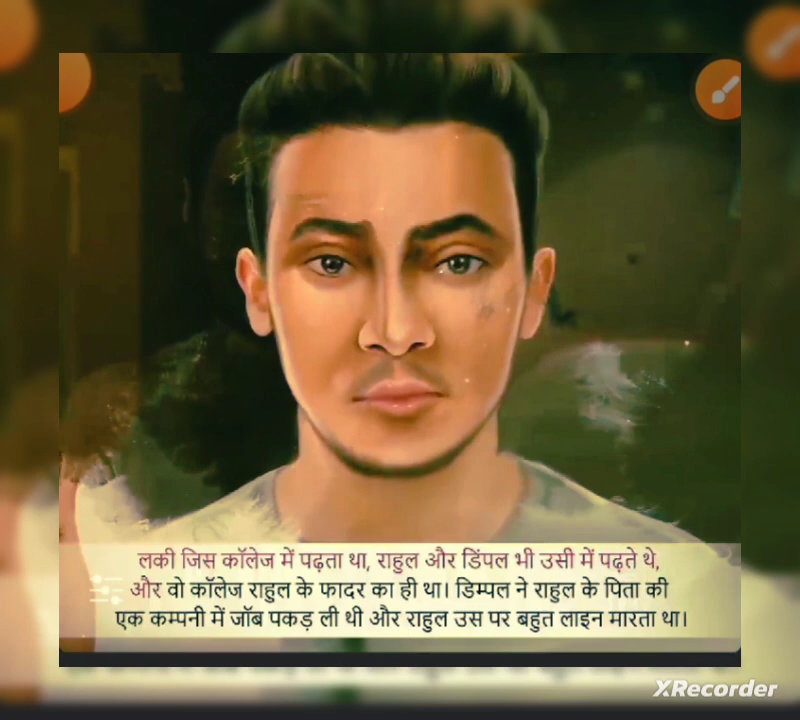 लकी जिस कॉलेज में पढ़ता था, राहुल और डिंपल भी उसी में पढ़ते थे,
और वो कॉलेज राहुल के फादर का ही था। डिम्पल ने राहुल के पिता की
एक कम्पनी में जॉब पकड़ ली थी और राहुल उस पर बहुत लाइन मारता था।
XRecorder